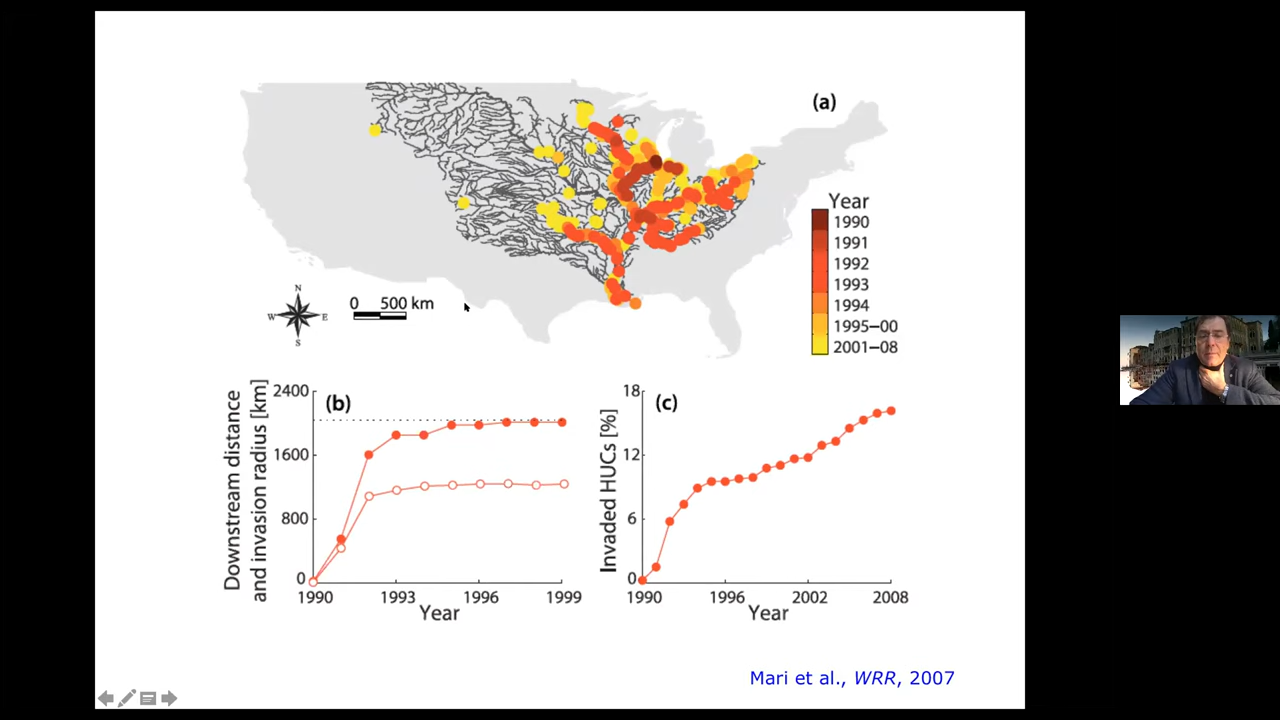 (a)
Year
1990
1991
1992
1993
1994
1995–00
2001–08
N
W E
S
0 500 km
Downstream distance
and invasion radius [km]
(b)
2400
1600
800
0
1990 1993 1996 1999
Year
Invaded HUCs [%]
(c)
18
12
6
0
1990 1996 2002 2008
Year
Mari et al., WRR, 2007